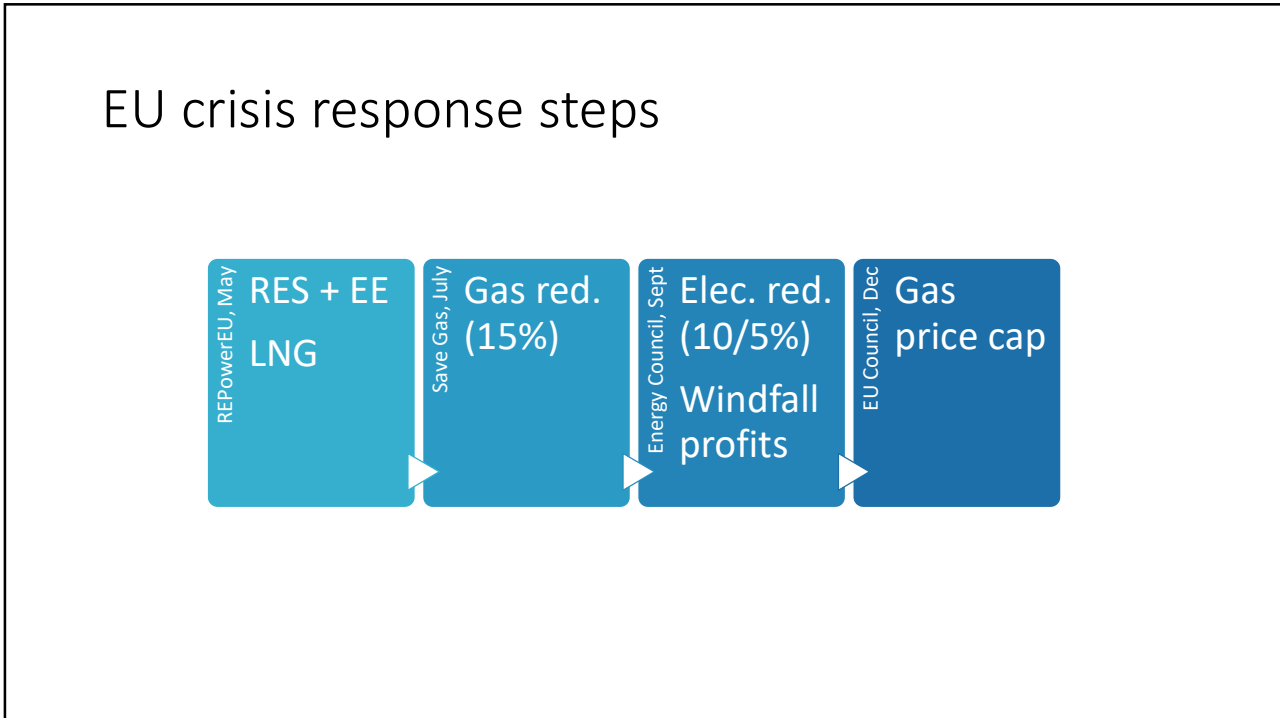 EU crisis response steps
REPowerEU, May
RES + EE
LNG
Save Gas, July
Gas red.
(15%)
Energy Council, Sept
Elec. red.
(10/5%)
Windfall
profits
EU Council, Dec
Gas
price cap